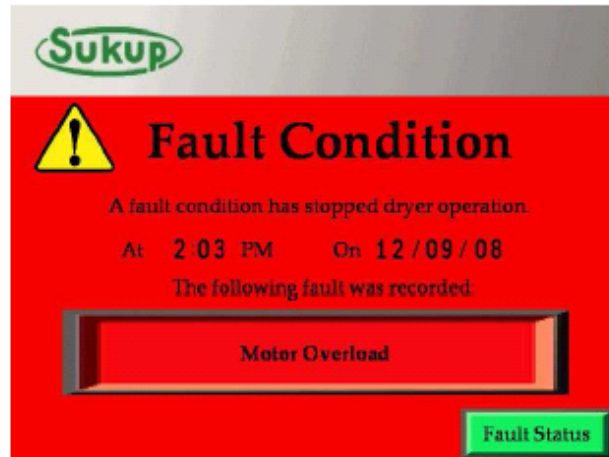 Sukup
Fault Condition
A fault condition has stopped dryer operation.
At 2:03 PM On 12/09/08
The following fault was recorded:
Motor Overload
Fault Status